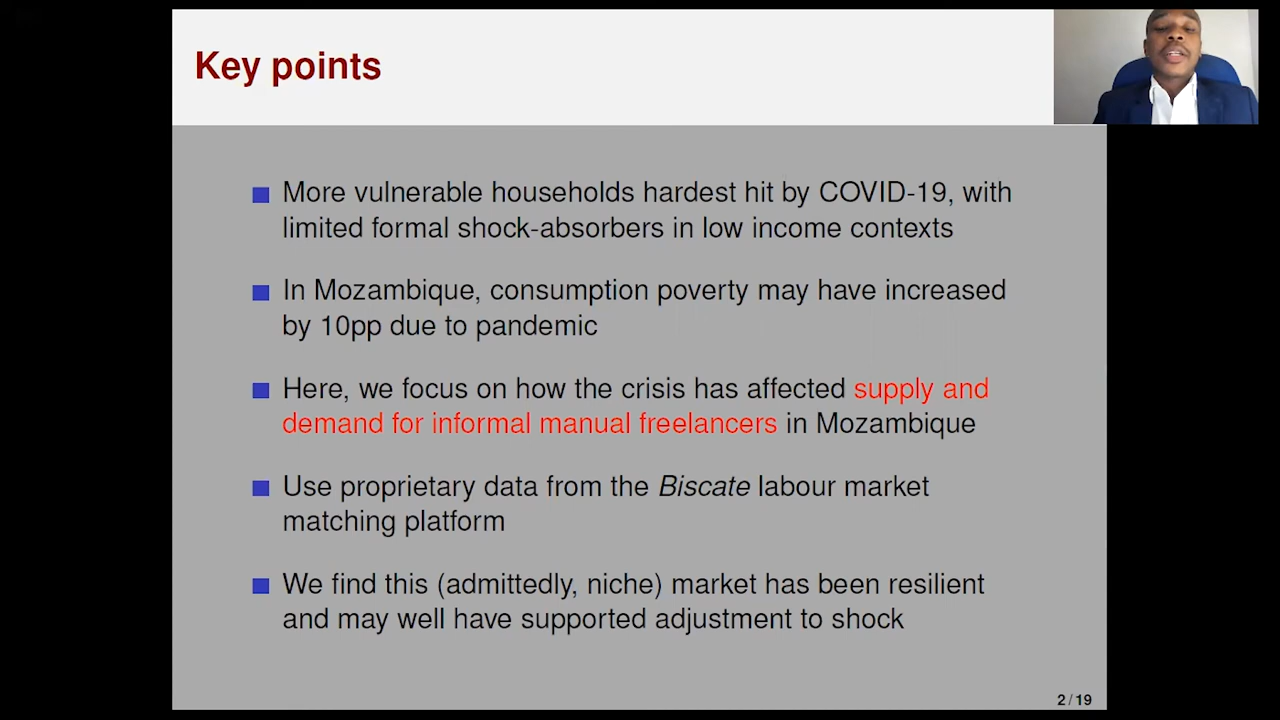 Key points
More vulnerable households hardest hit by COVID-19, with
limited formal shock-absorbers in low income contexts
In Mozambique, consumption poverty may have increased
by 10pp due to pandemic
Here, we focus on how the crisis has affected supply and
demand for informal manual freelancers in Mozambique
Use proprietary data from the Biscate labour market
matching platform
We find this (admittedly, niche) market has been resilient
and may well have supported adjustment to shock
2 / 19